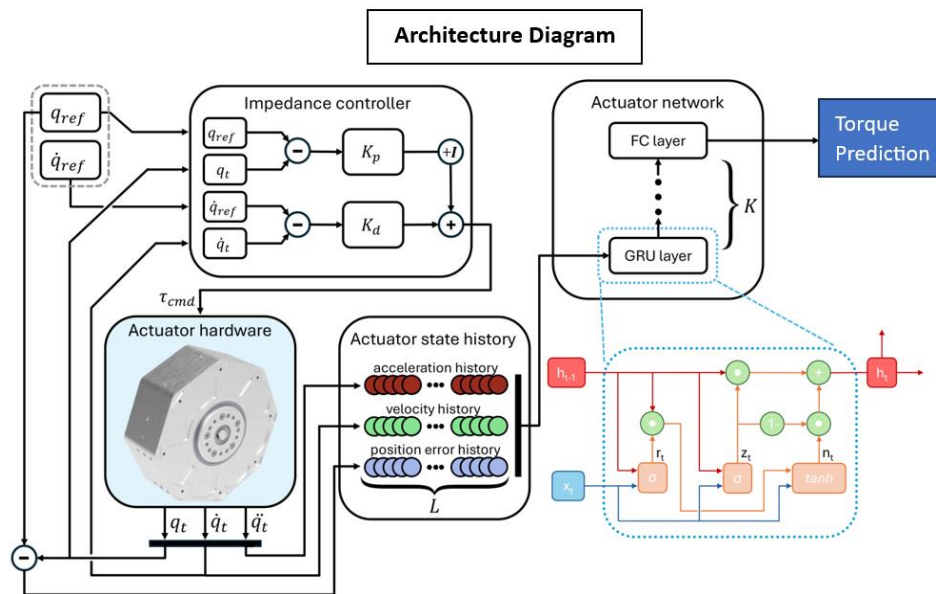 Architecture Diagram
q_ref
q̇_ref
Impedance controller
q_ref
q_t
q̇_ref
q̇_t
−
−
K_p
K_d
+I
+
τ_cmd
Actuator hardware
q_t q̇_t q̈_t
−
Actuator state history
acceleration history
velocity history
position error history
L
Actuator network
FC layer
K
GRU layer
Torque
Prediction
h_t-1
+
h_t
1-
r_t
z_t
n_t
x_t
σ
σ
tanh